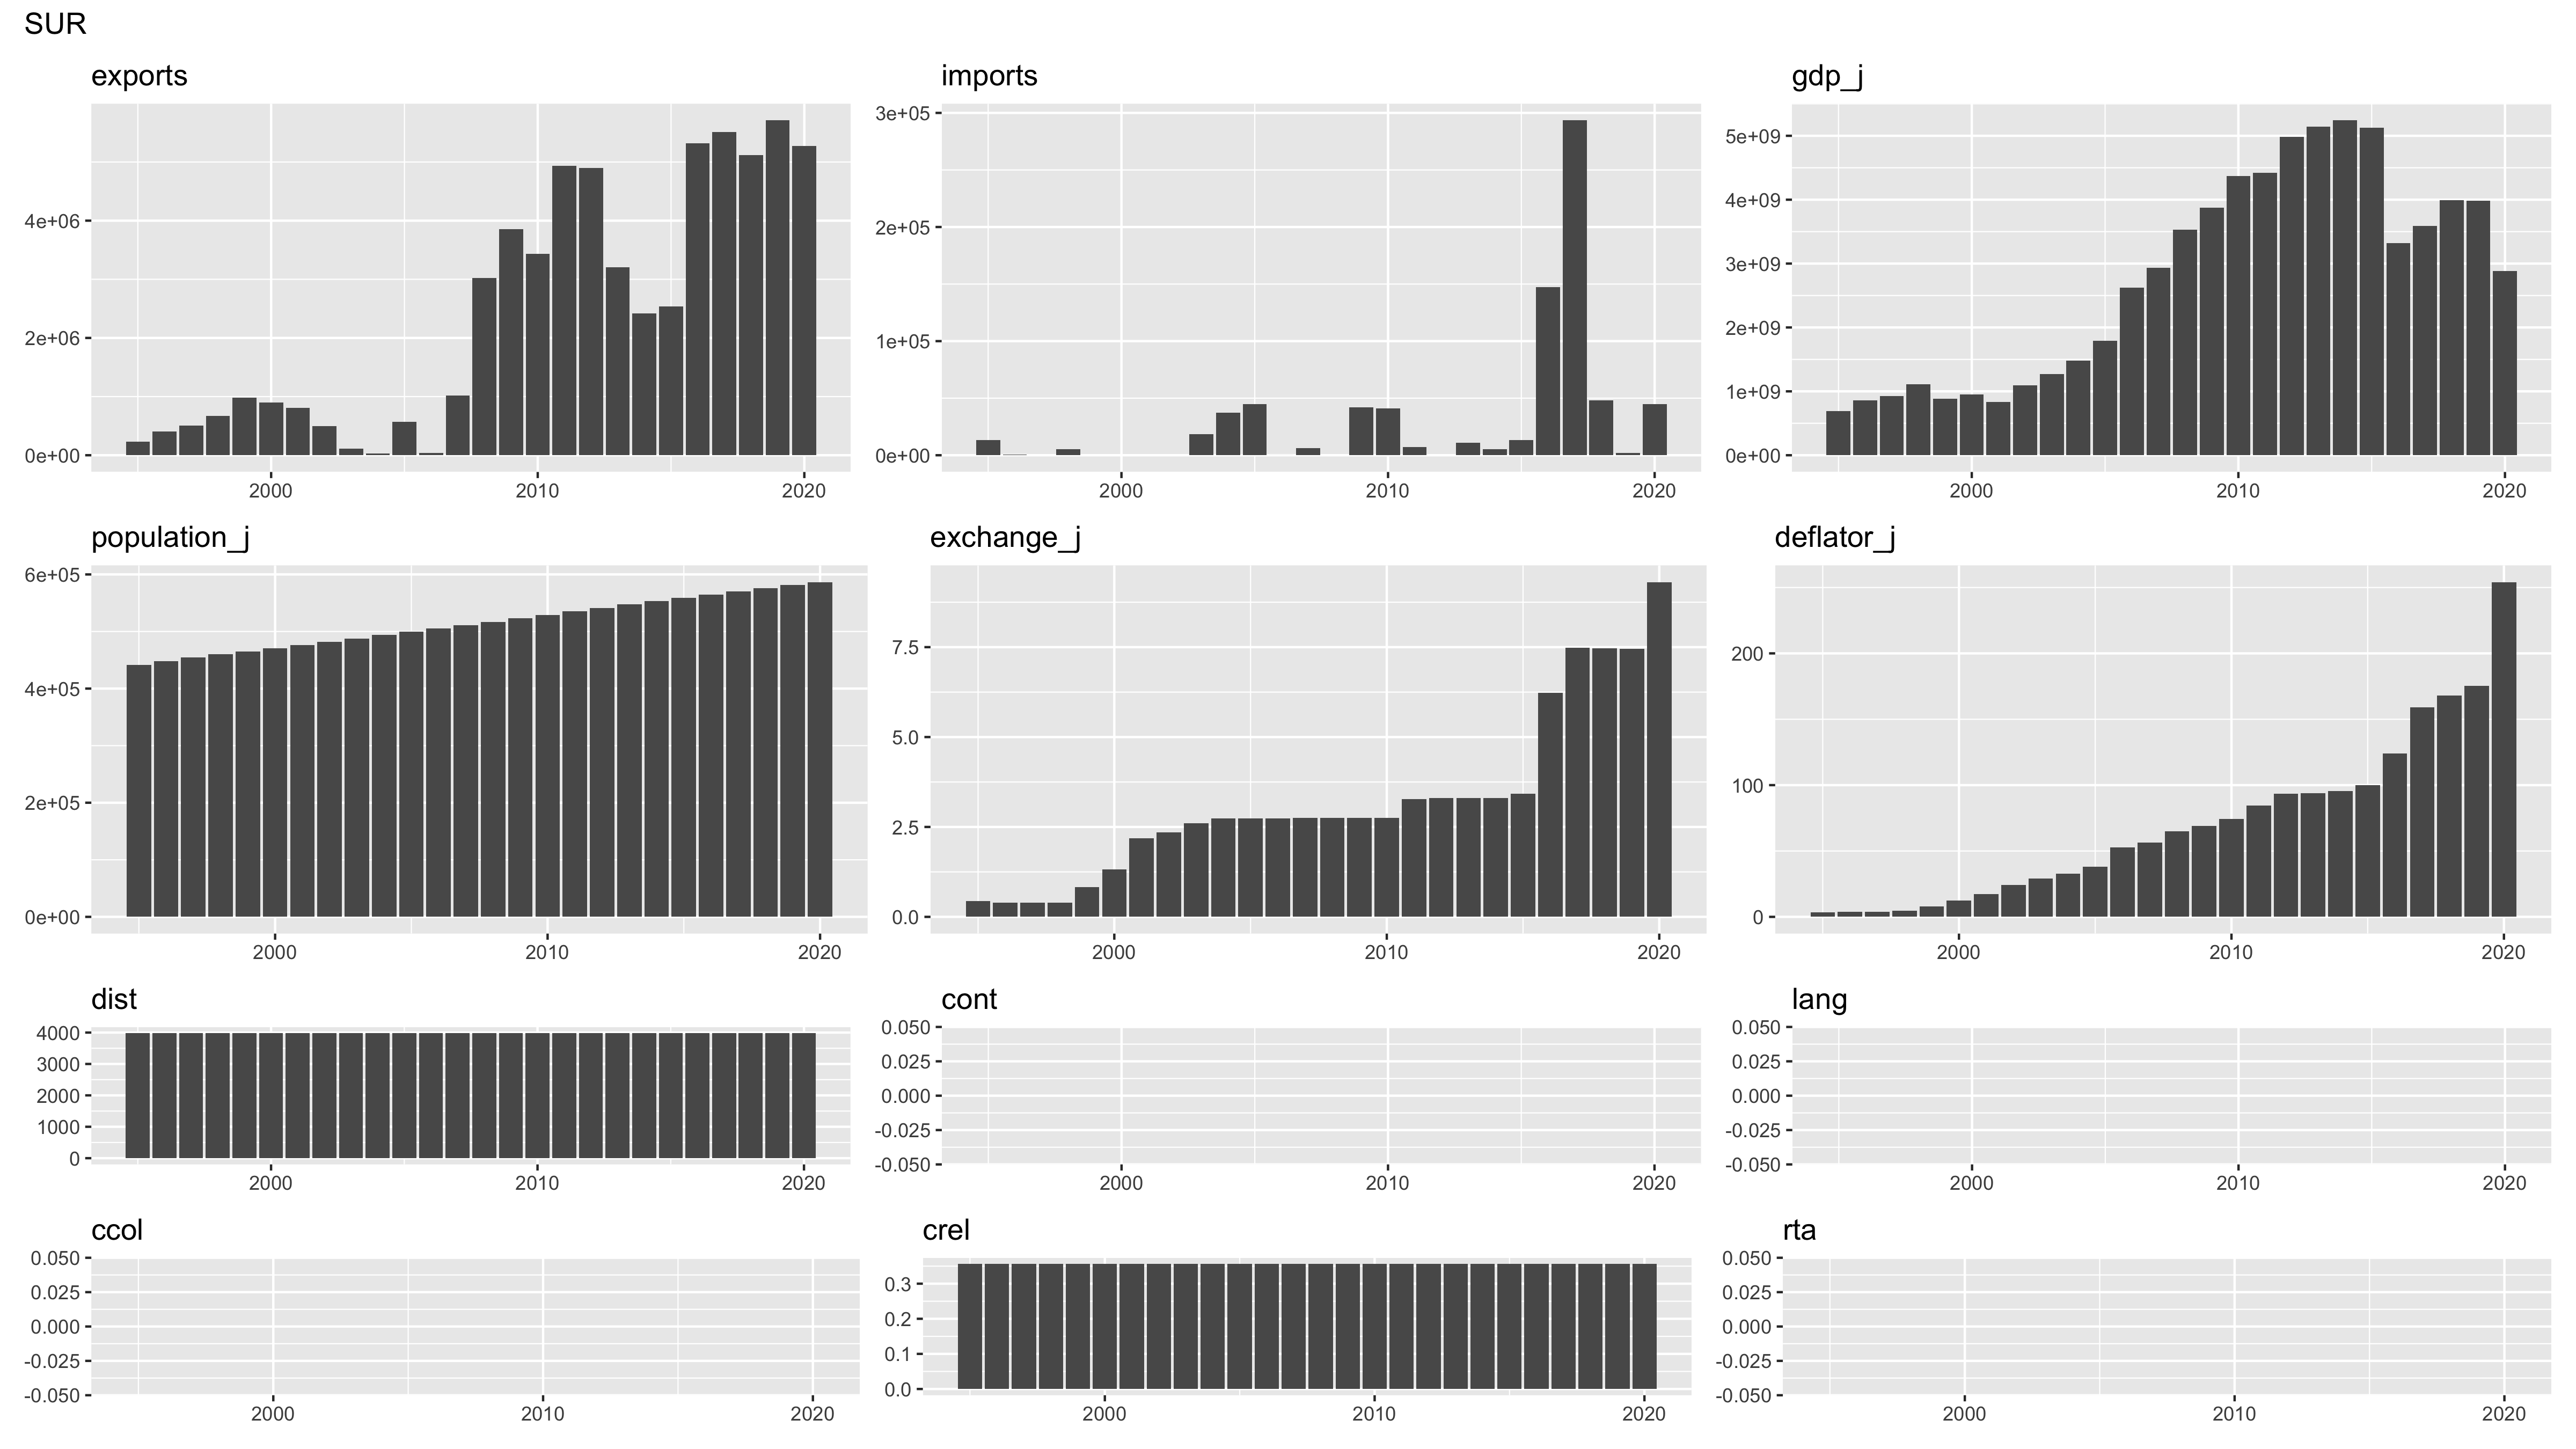 SUR
exports
imports
gdp_j
4e+06
2e+06
0e+00
2000
2010
2020
3e+05
2e+05
1e+05
0e+00
2000
2010
2020
5e+09
4e+09
3e+09
2e+09
1e+09
0e+00
2000
2010
2020
population_j
exchange_j
deflator_j
6e+05
4e+05
2e+05
0e+00
2000
2010
2020
7.5
5.0
2.5
0.0
2000
2010
2020
200
100
0
2000
2010
2020
dist
cont
lang
4000
3000
2000
1000
0
2000
2010
2020
0.050
0.025
0.000
-0.025
-0.050
2000
2010
2020
0.050
0.025
0.000
-0.025
-0.050
2000
2010
2020
ccol
crel
rta
0.050
0.025
0.000
-0.025
-0.050
2000
2010
2020
0.3
0.2
0.1
0.0
2000
2010
2020
0.050
0.025
0.000
-0.025
-0.050
2000
2010
2020